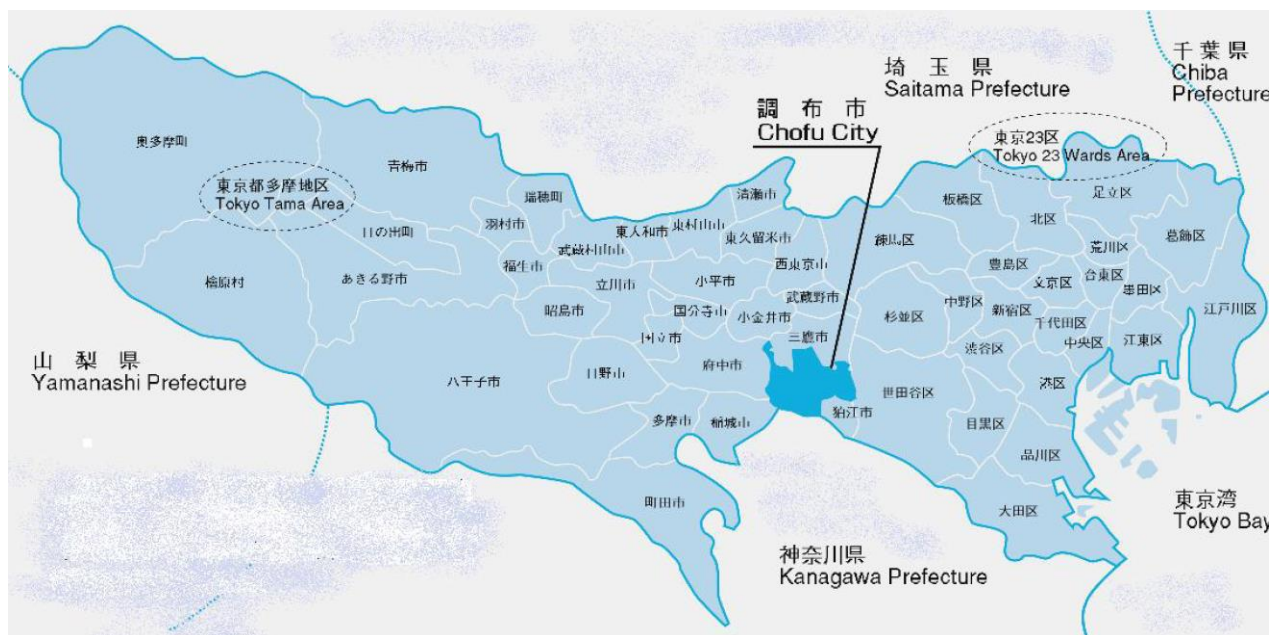 千葉県
Chiba
Prefecture
埼玉県
Saitama Prefecture
調布市
Chofu City
東京23区
Tokyo 23 Wards Area
奥多摩町
青梅市
東京都多摩地区
Tokyo Tama Area
日の出町
檜原村
あきる野市
瑞穂町
羽村市
福生市
武蔵村山市
東大和市
東村山市
清瀬市
東久留米市
西東京市
立川市
昭島市
小平市
国分寺市
小金井市
武蔵野市
三鷹市
国立市
府中市
日野市
八王子市
多摩市
稲城市
狛江市
町田市
板橋区
北区
足立区
葛飾区
練馬区
豊島区
荒川区
文京区
台東区
墨田区
江戸川区
杉並区
中野区
新宿区
千代田区
中央区
江東区
渋谷区
港区
世田谷区
目黒区
品川区
大田区
山梨県
Yamanashi Prefecture
神奈川県
Kanagawa Prefecture
東京湾
Tokyo Bay